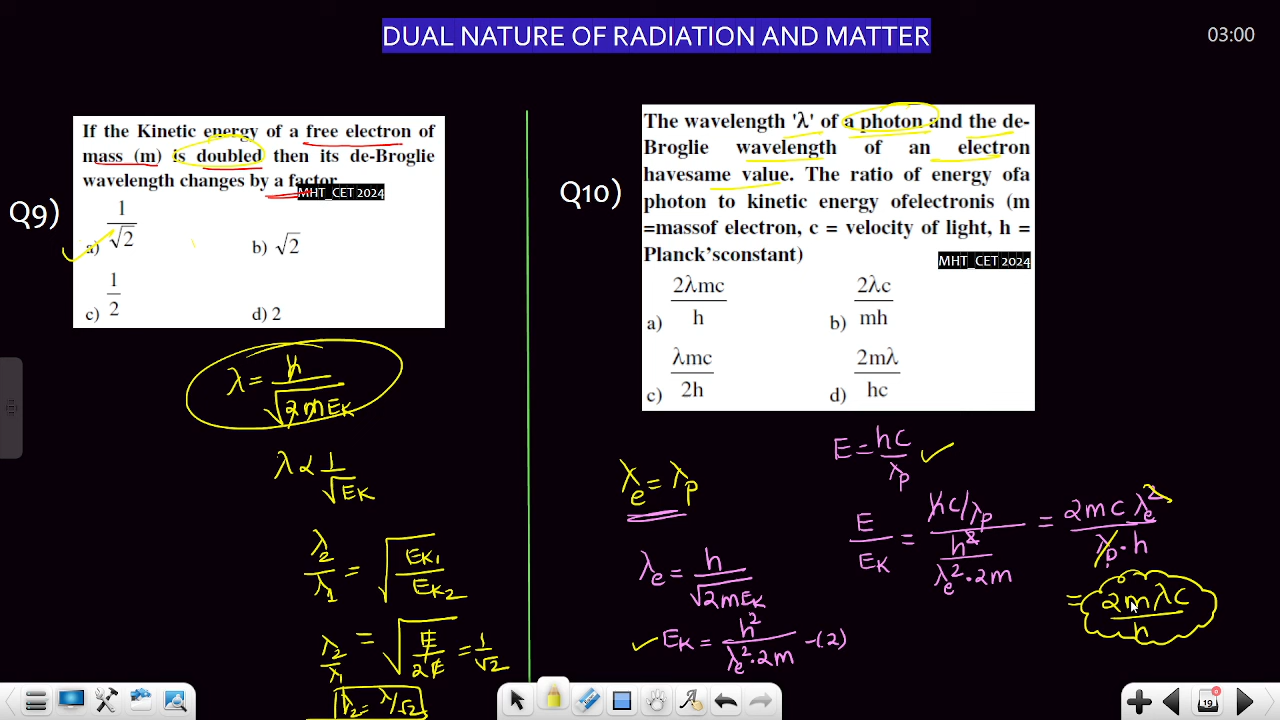 DUAL NATURE OF RADIATION AND MATTER
03:00
Q9)
If the Kinetic energy of a free electron of
mass (m) is doubled then its de-Broglie
wavelength changes by a factor
MHT_CET 2024
a) 1/√2
b) √2
c) 1/2
d) 2
λ = h/√(2mEK)
λ ∝ 1/√EK
λ2/λ1 = √(EK1/EK2)
λ2/λ1 = √(E/2E) = 1/√2
λ2 = λ/√2
Q10)
The wavelength 'λ' of a photon and the de-
Broglie wavelength of an electron
havesame value. The ratio of energy ofa
photon to kinetic energy ofelectronis (m
=massof electron, c = velocity of light, h =
Planck'sconstant)
MHT_CET 2024
a) 2λmc/h
b) 2λc/mh
c) λmc/2h
d) 2mλ/hc
λe = λp
λe = h/√(2mEK)
EK = h²/(λe²·2m) -(2)
E = hc/λp
E/EK = (hc/λp)/(h²/(λe²·2m)) = 2mcλe²/(λp·h)
= 2mλc/h
19